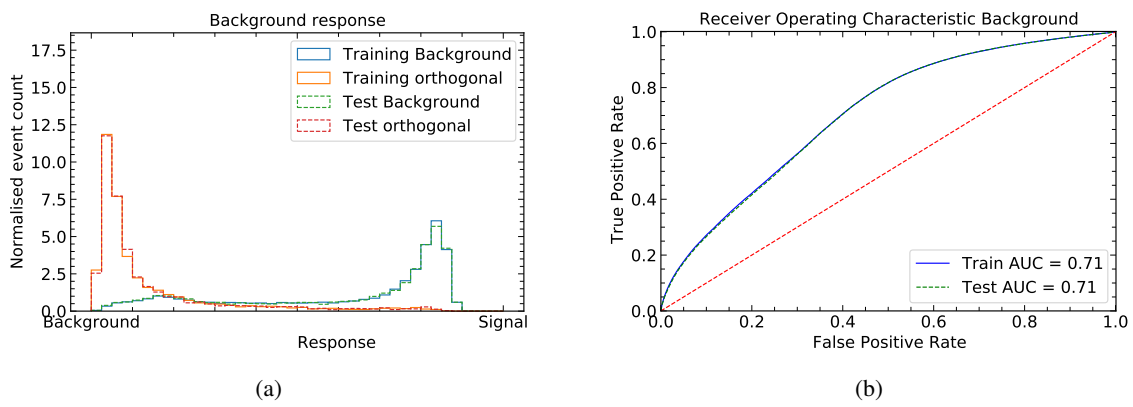 Background response
17.5
15.0
12.5
10.0
7.5
5.0
2.5
0.0
Normalised event count
Training Background
Training orthogonal
Test Background
Test orthogonal
Background
Signal
Response
(a)
Receiver Operating Characteristic Background
1.0
0.8
0.6
0.4
0.2
0.0
True Positive Rate
Train AUC = 0.71
Test AUC = 0.71
0.0 0.2 0.4 0.6 0.8 1.0
False Positive Rate
(b)